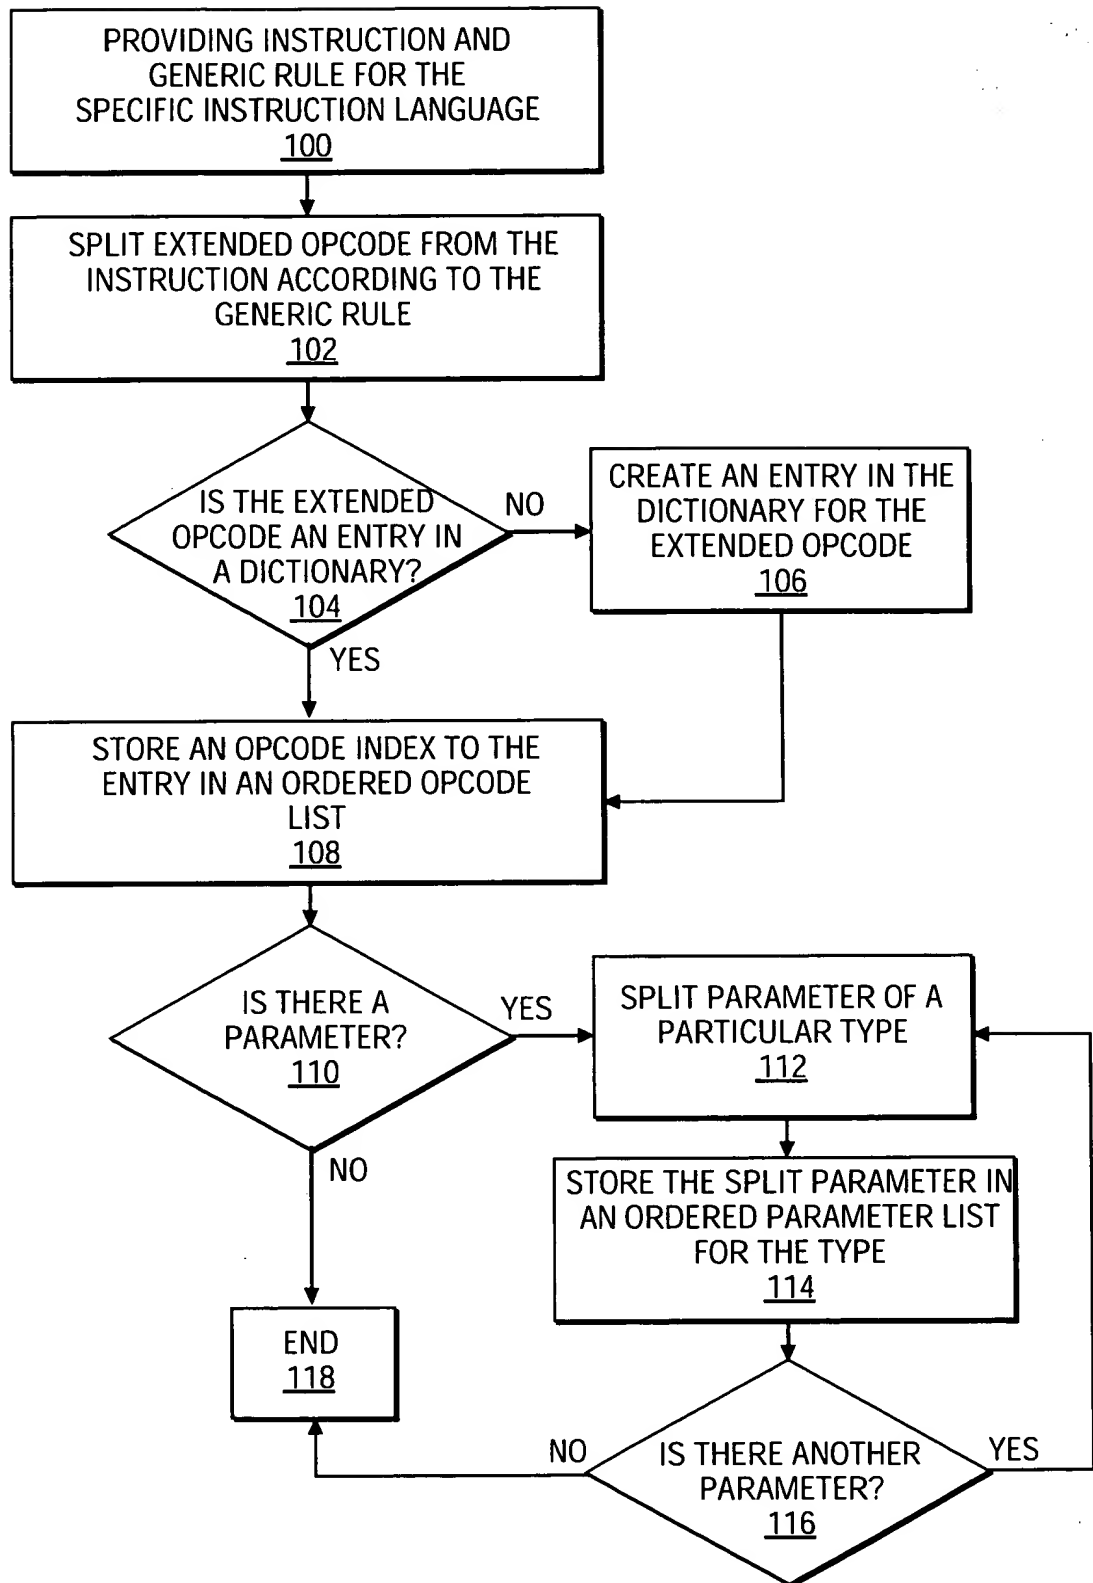 PROVIDING INSTRUCTION AND
GENERIC RULE FOR THE
SPECIFIC INSTRUCTION LANGUAGE
100
SPLIT EXTENDED OPCODE FROM THE
INSTRUCTION ACCORDING TO THE
GENERIC RULE
102
IS THE EXTENDED
OPCODE AN ENTRY IN
A DICTIONARY?
104
NO
CREATE AN ENTRY IN THE
DICTIONARY FOR THE
EXTENDED OPCODE
106
YES
STORE AN OPCODE INDEX TO THE
ENTRY IN AN ORDERED OPCODE
LIST
108
IS THERE A
PARAMETER?
110
YES
SPLIT PARAMETER OF A
PARTICULAR TYPE
112
NO
STORE THE SPLIT PARAMETER IN
AN ORDERED PARAMETER LIST
FOR THE TYPE
114
END
118
NO
IS THERE ANOTHER
PARAMETER?
116
YES